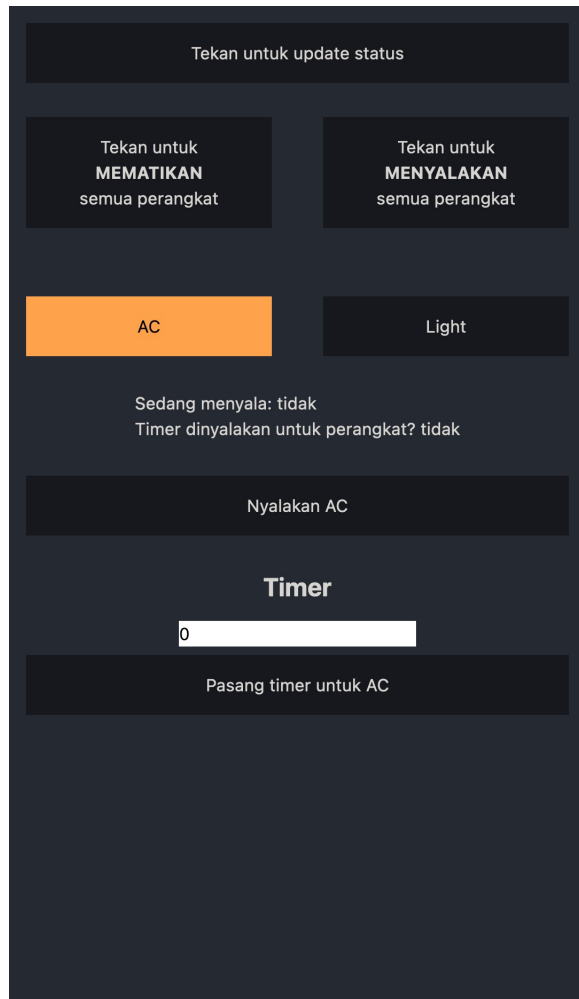 Tekan untuk update status
Tekan untuk
MEMATIKAN
semua perangkat
Tekan untuk
MENYALAKAN
semua perangkat
AC
Light
Sedang menyala: tidak
Timer dinyalakan untuk perangkat? tidak
Nyalakan AC
Timer
0
Pasang timer untuk AC